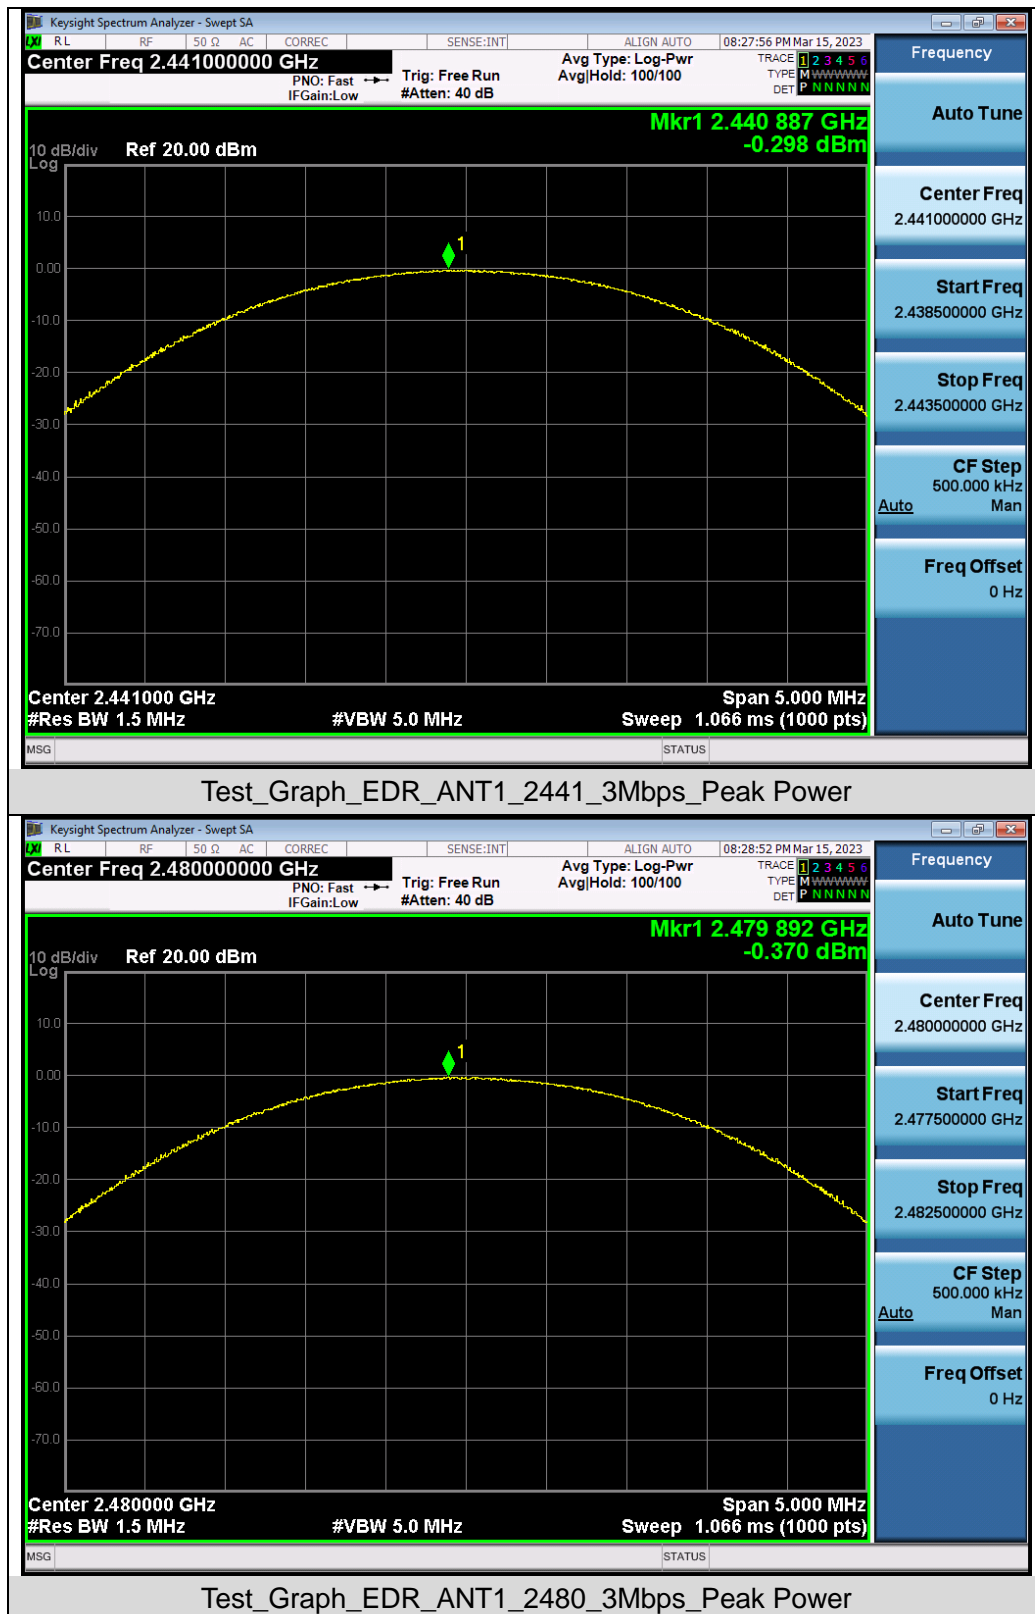 Keysight Spectrum Analyzer - Swept SA
LXI RL RF 50 Ω AC CORREC SENSE:INT ALIGN AUTO 08:27:56 PM Mar 15, 2023
Center Freq 2.441000000 GHz
PNO: Fast
IFGain:Low
Trig: Free Run
#Atten: 40 dB
Avg Type: Log-Pwr
Avg|Hold: 100/100
TRACE 1 2 3 4 5 6
TYPE M WWWWW
DET P N N N N N
Mkr1 2.440 887 GHz
-0.298 dBm
10 dB/div Ref 20.00 dBm
Log
1
10.0
0.00
-10.0
-20.0
-30.0
-40.0
-50.0
-60.0
-70.0
Center 2.441000 GHz Span 5.000 MHz
#Res BW 1.5 MHz #VBW 5.0 MHz Sweep 1.066 ms (1000 pts)
MSG STATUS
Frequency
Auto Tune
Center Freq
2.441000000 GHz
Start Freq
2.438500000 GHz
Stop Freq
2.443500000 GHz
CF Step
500.000 kHz
Auto Man
Freq Offset
0 Hz
Test_Graph_EDR_ANT1_2441_3Mbps_Peak Power
Keysight Spectrum Analyzer - Swept SA
LXI RL RF 50 Ω AC CORREC SENSE:INT ALIGN AUTO 08:28:52 PM Mar 15, 2023
Center Freq 2.480000000 GHz
PNO: Fast
IFGain:Low
Trig: Free Run
#Atten: 40 dB
Avg Type: Log-Pwr
Avg|Hold: 100/100
TRACE 1 2 3 4 5 6
TYPE M WWWWW
DET P N N N N N
Mkr1 2.479 892 GHz
-0.370 dBm
10 dB/div Ref 20.00 dBm
Log
1
10.0
0.00
-10.0
-20.0
-30.0
-40.0
-50.0
-60.0
-70.0
Center 2.480000 GHz Span 5.000 MHz
#Res BW 1.5 MHz #VBW 5.0 MHz Sweep 1.066 ms (1000 pts)
MSG STATUS
Frequency
Auto Tune
Center Freq
2.480000000 GHz
Start Freq
2.477500000 GHz
Stop Freq
2.482500000 GHz
CF Step
500.000 kHz
Auto Man
Freq Offset
0 Hz
Test_Graph_EDR_ANT1_2480_3Mbps_Peak Power